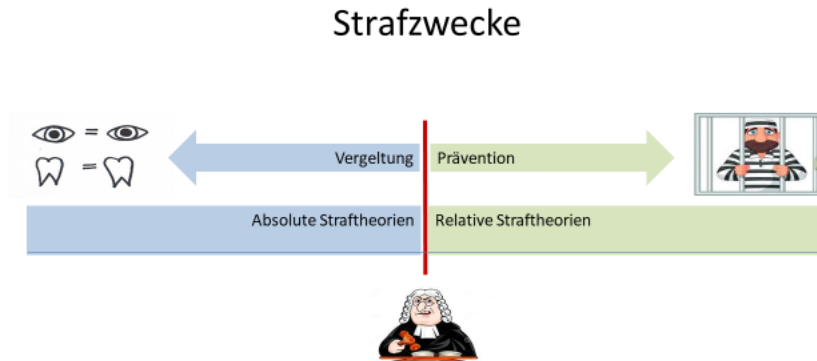 Strafzwecke
=
=
Vergeltung
Prävention
Absolute Straftheorien
Relative Straftheorien